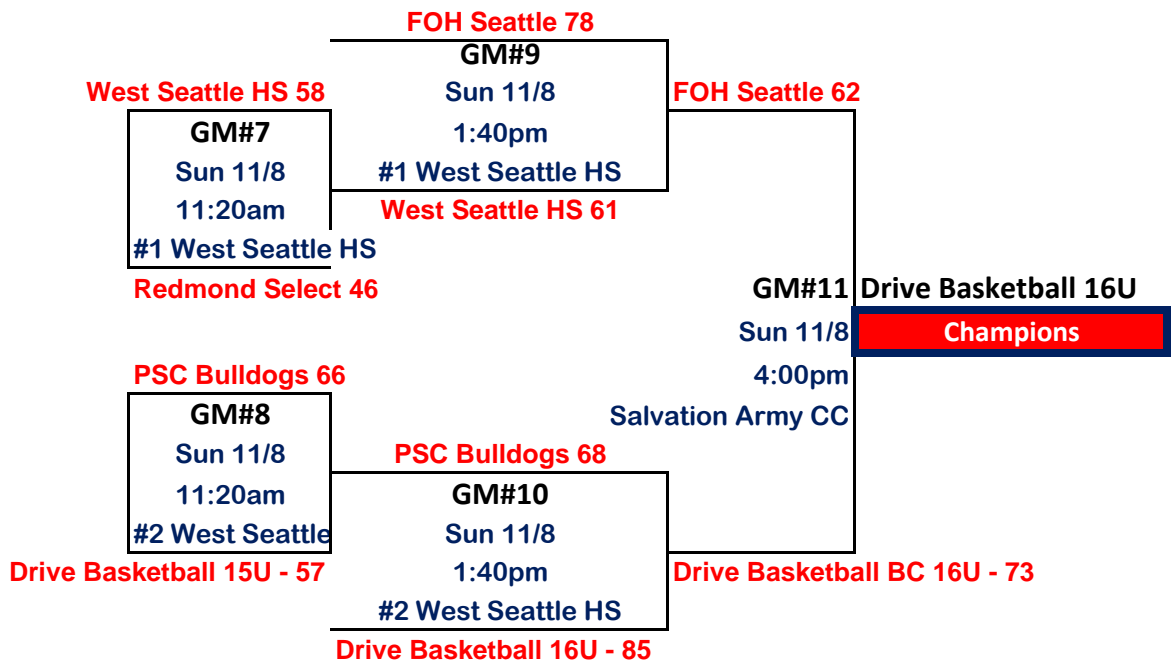 FOH Seattle 78
GM#9
West Seattle HS 58
Sun 11/8
FOH Seattle 62
GM#7
1:40pm
Sun 11/8
#1 West Seattle HS
11:20am
West Seattle HS 61
#1 West Seattle HS
Redmond Select 46
GM#11
Drive Basketball 16U
Sun 11/8
Champions
PSC Bulldogs 66
4:00pm
GM#8
Salvation Army CC
Sun 11/8
PSC Bulldogs 68
11:20am
GM#10
#2 West Seattle
Sun 11/8
Drive Basketball 15U - 57
1:40pm
Drive Basketball BC 16U - 73
#2 West Seattle HS
Drive Basketball 16U - 85